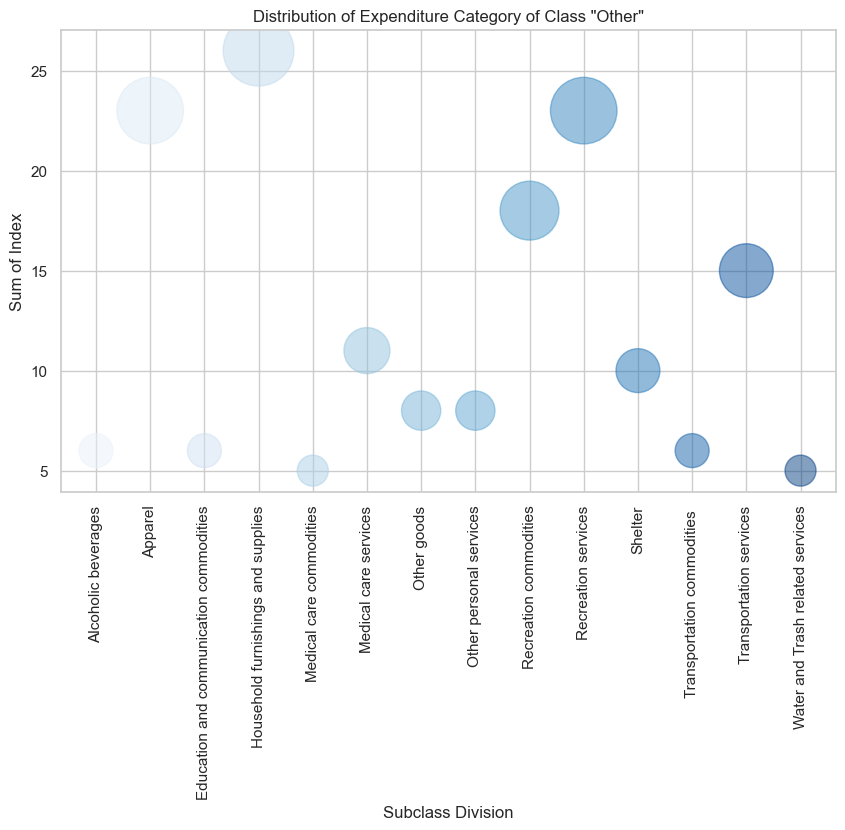 Distribution of Expenditure Category of Class "Other"
Sum of Index
25
20
15
10
5
Alcoholic beverages
Apparel
Education and communication commodities
Household furnishings and supplies
Medical care commodities
Medical care services
Other goods
Other personal services
Recreation commodities
Recreation services
Shelter
Transportation commodities
Transportation services
Water and Trash related services
Subclass Division